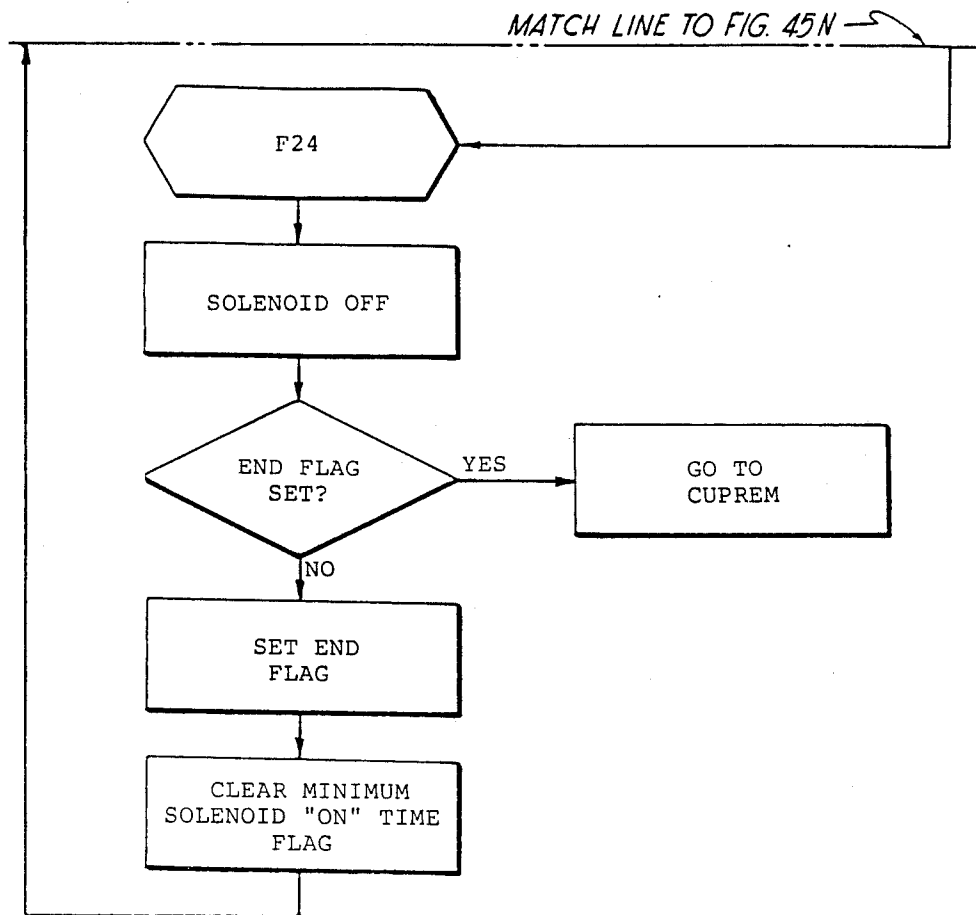 MATCH LINE TO FIG. 45N
F24
SOLENOID OFF
END FLAG
SET?
YES
GO TO
CUPREM
NO
SET END
FLAG
CLEAR MINIMUM
SOLENOID "ON" TIME
FLAG